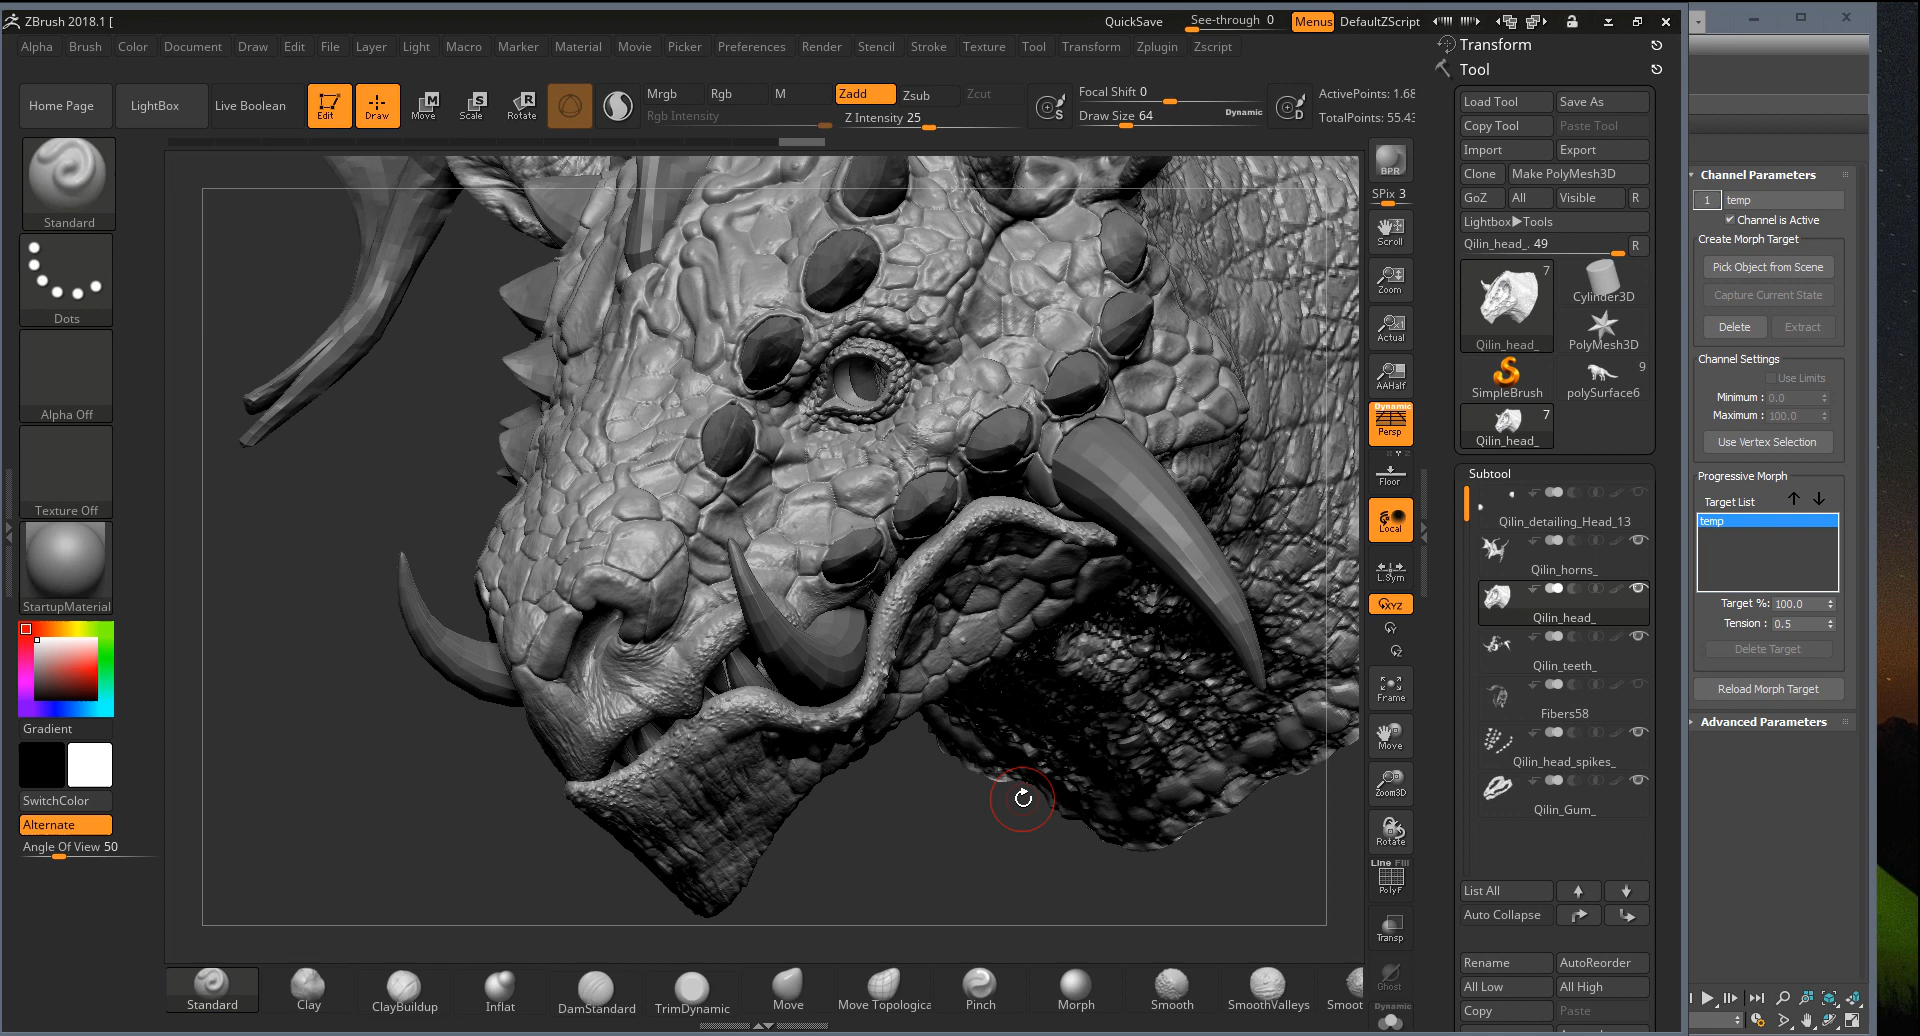 ZBrush 2018.1 [
QuickSave See-through 0 Menus DefaultZScript
Alpha Brush Color Document Draw Edit File Layer Light Macro Marker Material Movie Picker Preferences Render Stencil Stroke Texture Tool Transform Zplugin Zscript
Home Page LightBox Live Boolean Edit Draw Move Scale Rotate
Mrgb Rgb M Zadd Zsub Zcut
Rgb Intensity Z Intensity 25
Focal Shift 0
Draw Size 64 Dynamic
ActivePoints: 1.68
TotalPoints: 55.43
Standard
Dots
Alpha Off
Texture Off
StartupMaterial
Gradient
SwitchColor
Alternate
Angle Of View 50
BPR
SPix 3
Scroll
Zoom
Actual
AAHalf
Dynamic
Persp
Floor
Local
L.Sym
XYZ
Frame
Move
Zoom3D
Rotate
Line Fill
PolyF
Transp
Ghost
Dynamic
Transform
Tool
Load Tool Save As
Copy Tool Paste Tool
Import Export
Clone Make PolyMesh3D
GoZ All Visible R
Lightbox▶Tools
Qilin_head_. 49 R
7
Qilin_head_
Cylinder3D
PolyMesh3D
SimpleBrush
9
polySurface6
7
Qilin_head_
Subtool
Qilin_detailing_Head_13
Qilin_horns_
Qilin_head_
Qilin_teeth_
Fibers58
Qilin_head_spikes_
Qilin_Gum_
List All
Auto Collapse
Rename AutoReorder
All Low All High
Copy Paste
Channel Parameters
1 temp
Channel is Active
Create Morph Target
Pick Object from Scene
Capture Current State
Delete Extract
Channel Settings
Use Limits
Minimum : 0.0
Maximum : 100.0
Use Vertex Selection
Progressive Morph
Target List
temp
Target %: 100.0
Tension : 0.5
Delete Target
Reload Morph Target
Advanced Parameters
Standard Clay ClayBuildup Inflat DamStandard TrimDynamic Move Move Topologica Pinch Morph Smooth SmoothValleys Smoot